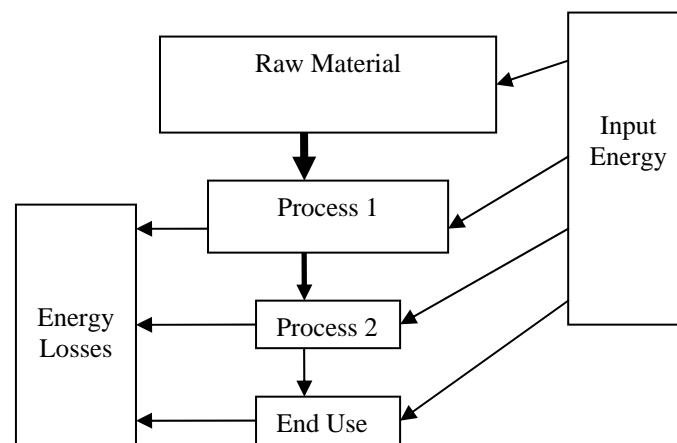 Raw Material
Input
Energy
Process 1
Energy
Losses
Process 2
End Use